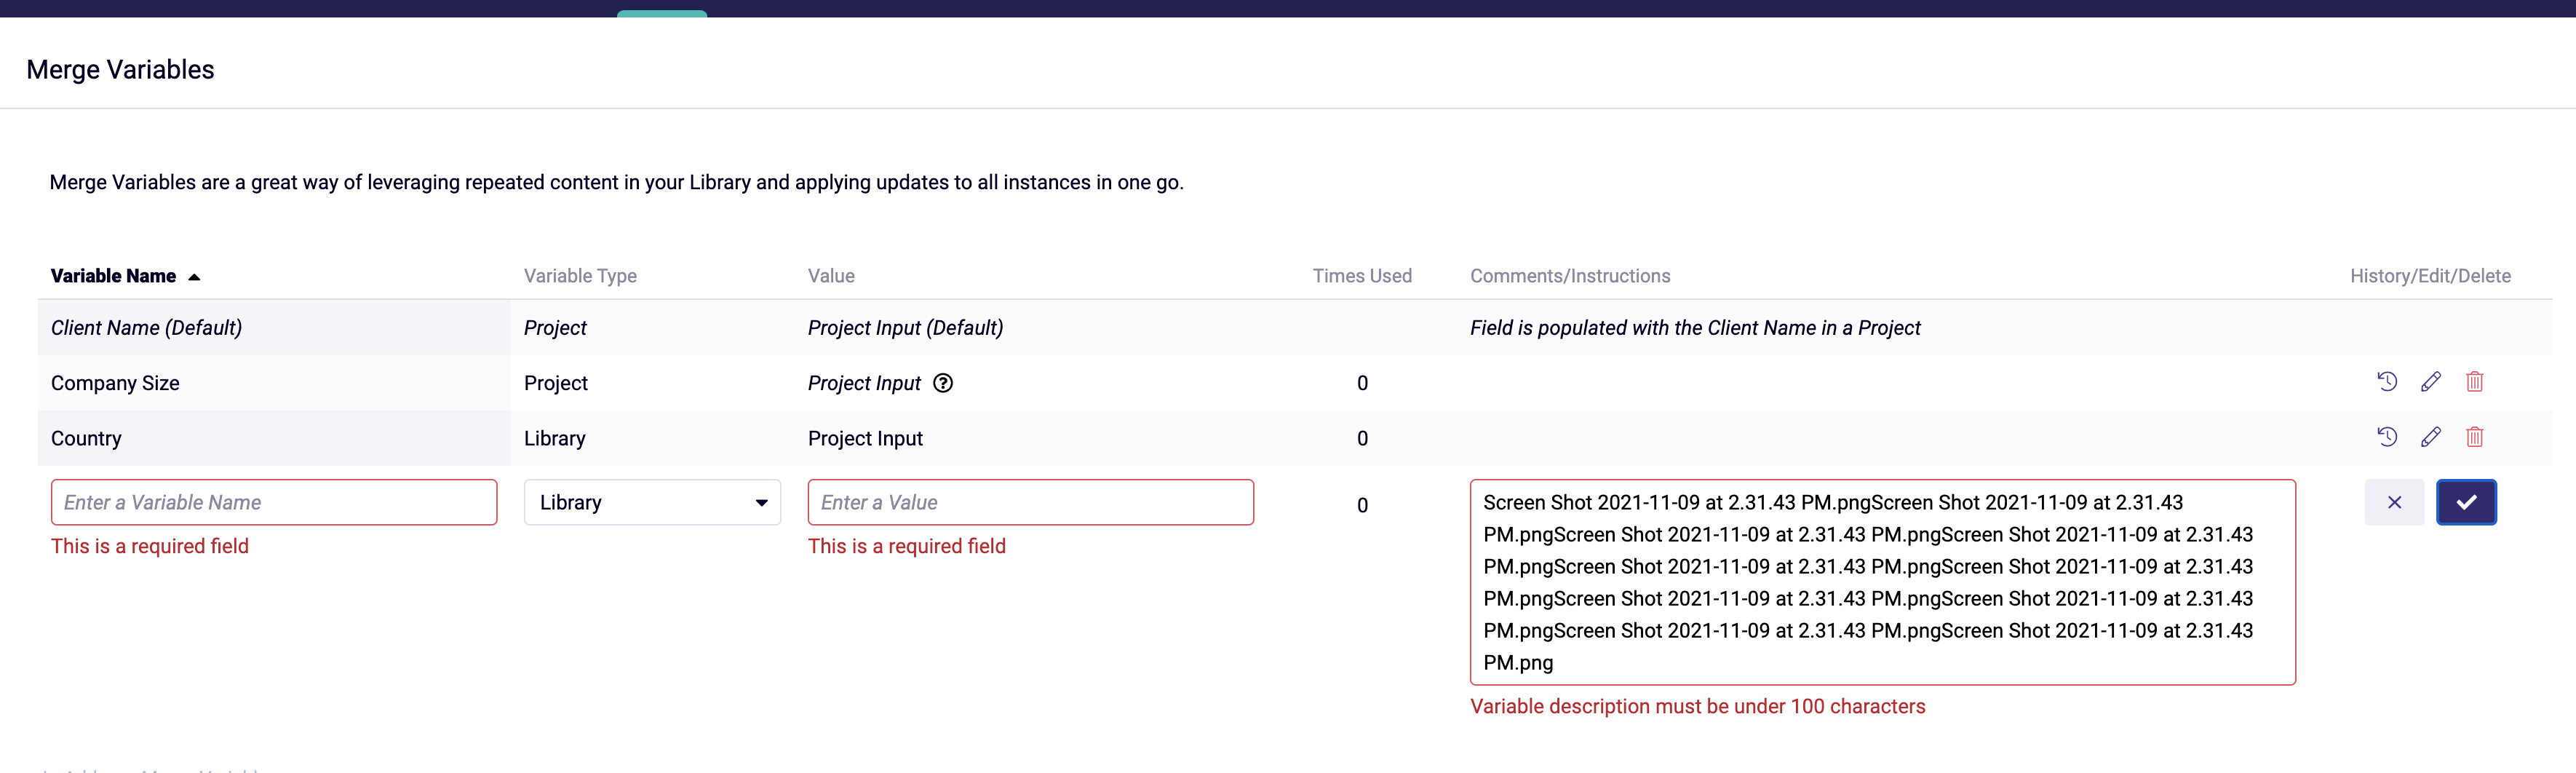 Merge Variables
Merge Variables are a great way of leveraging repeated content in your Library and applying updates to all instances in one go.
Variable Name Variable Type Value Times Used Comments/Instructions History/Edit/Delete
Client Name (Default) Project Project Input (Default) Field is populated with the Client Name in a Project
Company Size Project Project Input ? 0
Country Library Project Input 0
Enter a Variable Name Library Enter a Value 0
This is a required field This is a required field
Screen Shot 2021-11-09 at 2.31.43 PM.pngScreen Shot 2021-11-09 at 2.31.43
PM.pngScreen Shot 2021-11-09 at 2.31.43 PM.pngScreen Shot 2021-11-09 at 2.31.43
PM.pngScreen Shot 2021-11-09 at 2.31.43 PM.pngScreen Shot 2021-11-09 at 2.31.43
PM.pngScreen Shot 2021-11-09 at 2.31.43 PM.pngScreen Shot 2021-11-09 at 2.31.43
PM.pngScreen Shot 2021-11-09 at 2.31.43 PM.pngScreen Shot 2021-11-09 at 2.31.43
PM.png
Variable description must be under 100 characters